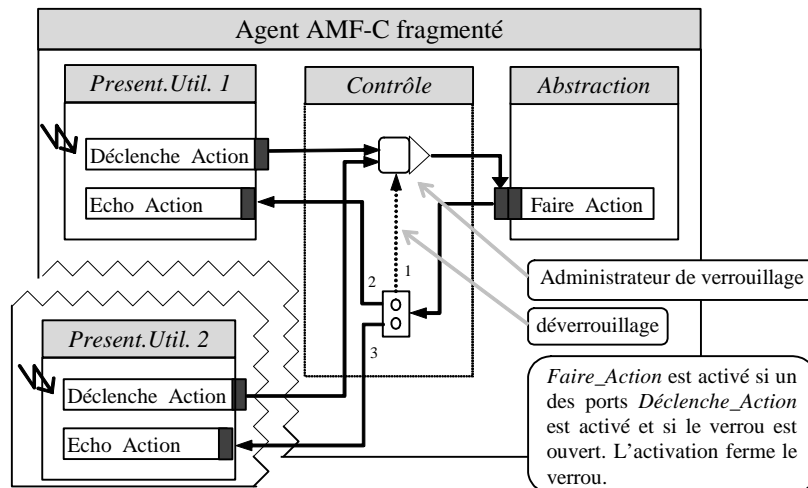 Agent AMF-C fragmenté
Present.Util. 1
Contrôle
Abstraction
Déclenche Action
Echo Action
Faire Action
1
2
3
Administrateur de verrouillage
déverrouillage
Present.Util. 2
Déclenche Action
Echo Action
Faire_Action est activé si un
des ports Déclenche_Action
est activé et si le verrou est
ouvert. L'activation ferme le
verrou.